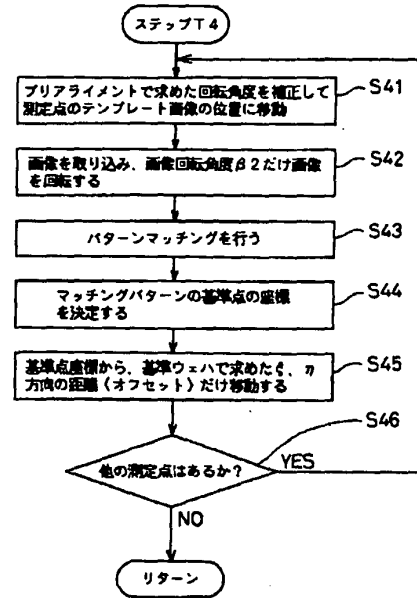 ステップT4
プリアライメントで求めた回転角度を補正して
測定点のテンプレート画像の位置に移動
S41
画像を取り込み、画像回転角度β2だけ画像
を回転する
S42
パターンマッチングを行う
S43
マッチングパターンの基準点の座標
を決定する
S44
基準点座標から、基準ウェハで求めたξ、η
方向の距離(オフセット)だけ移動する
S45
他の測定点はあるか?
S46
YES
NO
リターン